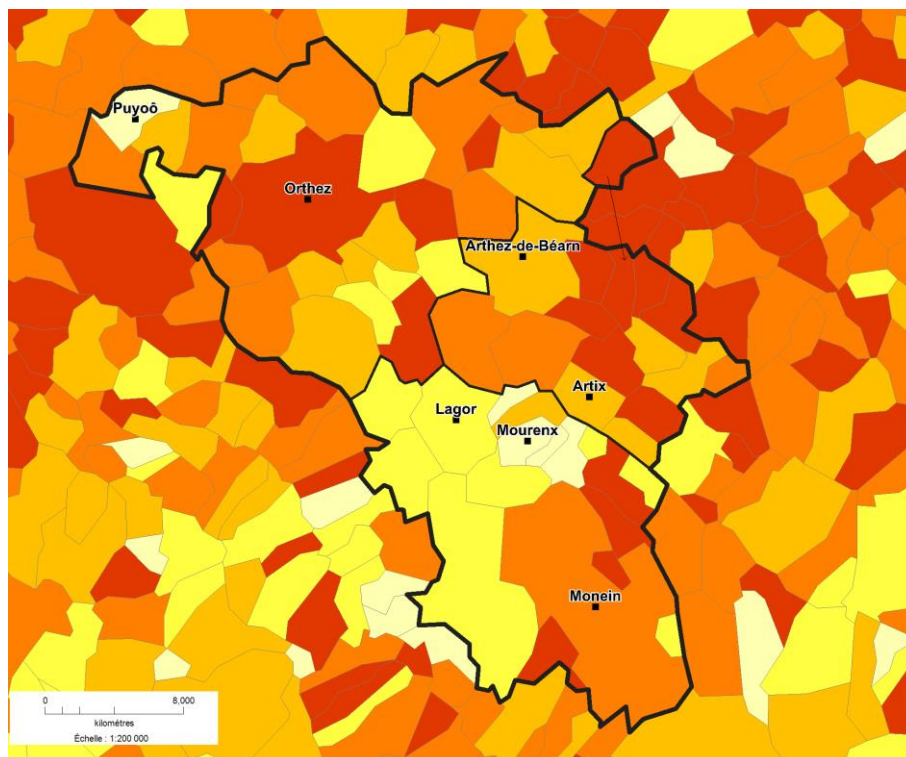 Puyoô
Orthez
Arthez-de-Béarn
Artix
Lagor
Mourenx
Monein
0 8,000
kilomètres
Échelle : 1:200 000